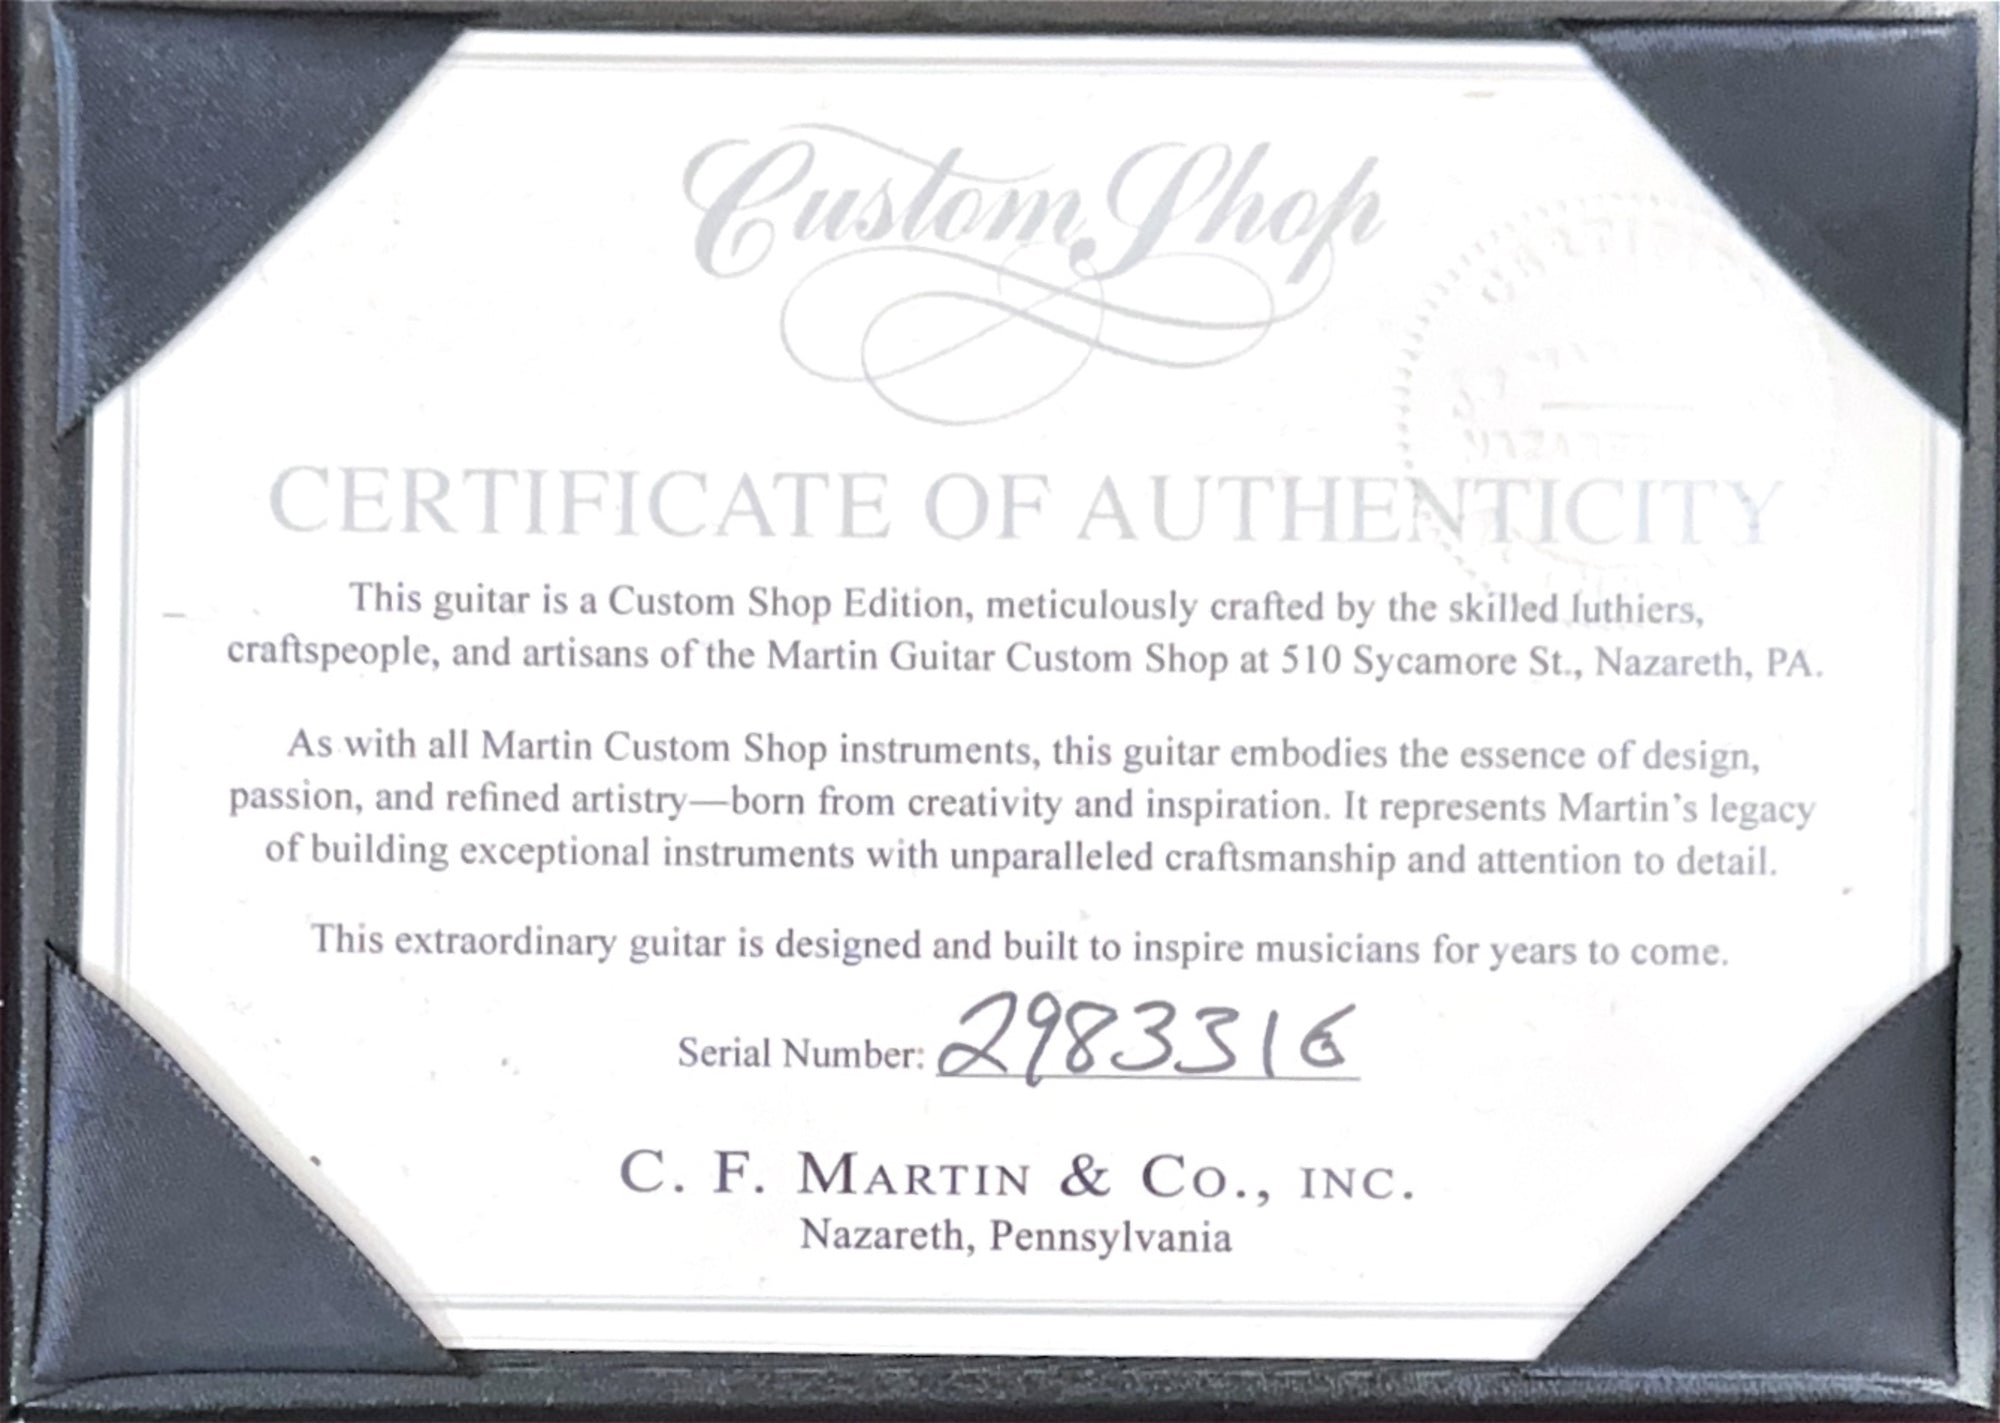 Custom Shop
CERTIFICATE OF AUTHENTICITY
This guitar is a Custom Shop Edition, meticulously crafted by the skilled luthiers,
craftspeople, and artisans of the Martin Guitar Custom Shop at 510 Sycamore St., Nazareth, PA.
As with all Martin Custom Shop instruments, this guitar embodies the essence of design,
passion, and refined artistry—born from creativity and inspiration. It represents Martin's legacy
of building exceptional instruments with unparalleled craftsmanship and attention to detail.
This extraordinary guitar is designed and built to inspire musicians for years to come.
Serial Number: 2983316
C. F. MARTIN & CO., INC.
Nazareth, Pennsylvania